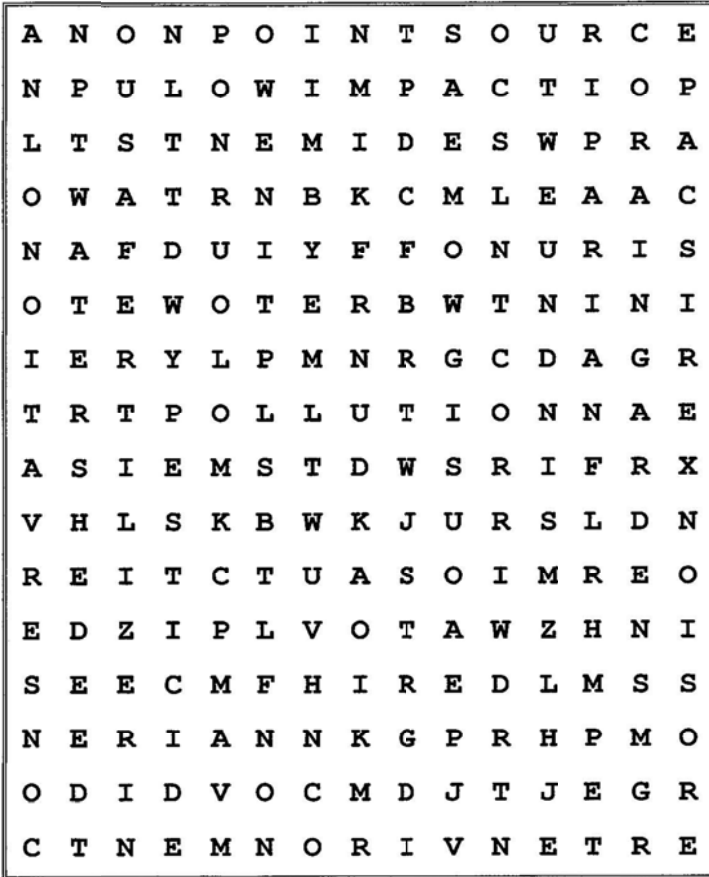 A N O N P O I N T S O U R C E
N P U L O W I M P A C T I O P
L T S T N E M I D E S W P R A
O W A T R N B K C M L E A A C
N A F D U I Y F F O N U R I S
O T E W O T E R B W T N I N I
I E R Y L P M N R G C D A G R
T R T P O L L U T I O N N A E
A S I E M S T D W S R I F R X
V H L S K B W K J U R S L D N
R E I T C T U A S O I M R E O
E D Z I P L V O T A W Z H N I
S E E C M F H I R E D L M S S
N E R I A N N K G P R H P M O
O D I D V O C M D J T J E G R
C T N E M N O R I V N E T R E